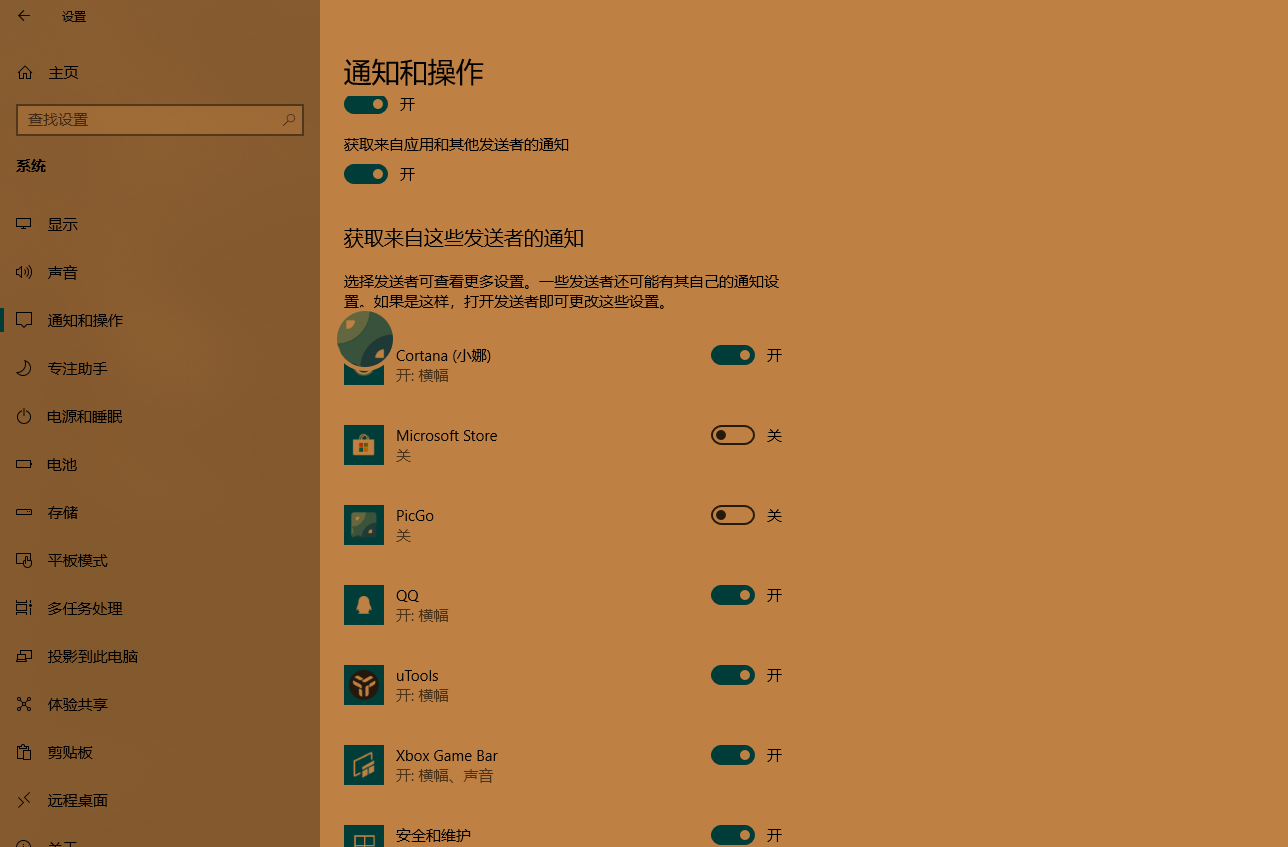 设置
主页
查找设置
系统
显示
声音
通知和操作
专注助手
电源和睡眠
电池
存储
平板模式
多任务处理
投影到此电脑
体验共享
剪贴板
远程桌面
关于
通知和操作
开
获取来自应用和其他发送者的通知
开
获取来自这些发送者的通知
选择发送者可查看更多设置。一些发送者还可能有其自己的通知设
置。如果是这样，打开发送者即可更改这些设置。
Cortana (小娜)
开
开: 横幅
Microsoft Store
关
关
PicGo
关
关
QQ
开
开: 横幅
uTools
开
开: 横幅
Xbox Game Bar
开
开: 横幅、声音
安全和维护
开